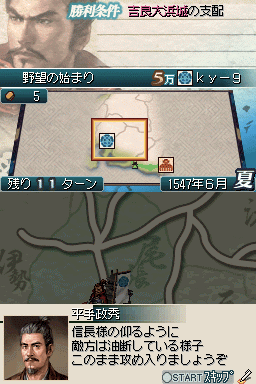 勝利条件 吉良大浜城の支配
野望の始まり 5万 ky-g
5
残り 11 ターン 1547年6月 夏
伊勢 尾
平手政秀
信長様の仰るように
敵方は油断している様子
このまま攻め入りましょうぞ
START スキップ